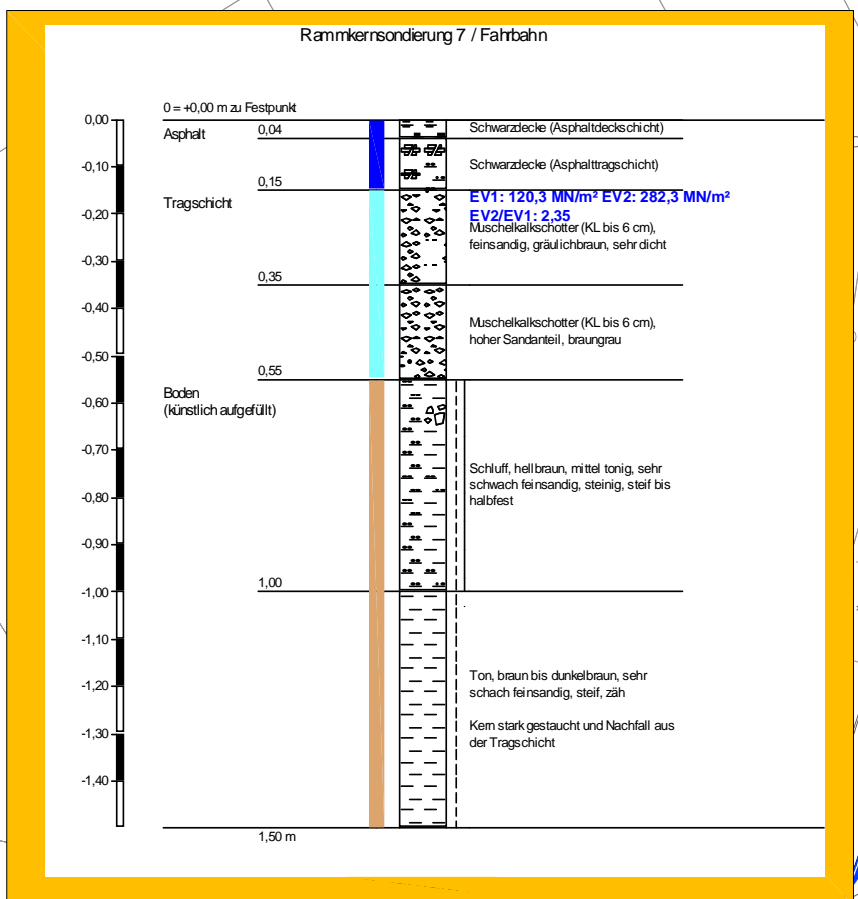 Rammkernsondierung 7 / Fahrbahn
0 = +0,00 m zu Festpunkt
0,00
Asphalt
0,04
Schwarzdecke (Asphaltdeckschicht)
-0,10
Schwarzdecke (Asphalttragschicht)
0,15
Tragschicht
EV1: 120,3 MN/m² EV2: 282,3 MN/m²
EV2/EV1: 2,35
-0,20
Muschelkalkschotter (KL bis 6 cm),
feinsandig, gräulichbraun, sehr dicht
-0,30
0,35
-0,40
Muschelkalkschotter (KL bis 6 cm),
hoher Sandanteil, braungrau
-0,50
0,55
Boden
(künstlich aufgefüllt)
-0,60
-0,70
Schluff, hellbraun, mittel tonig, sehr
schwach feinsandig, steinig, steif bis
halbfest
-0,80
-0,90
1,00
-1,00
-1,10
-1,20
Ton, braun bis dunkelbraun, sehr
schach feinsandig, steif, zäh
-1,30
Kern stark gestaucht und Nachfall aus
der Tragschicht
-1,40
1,50 m